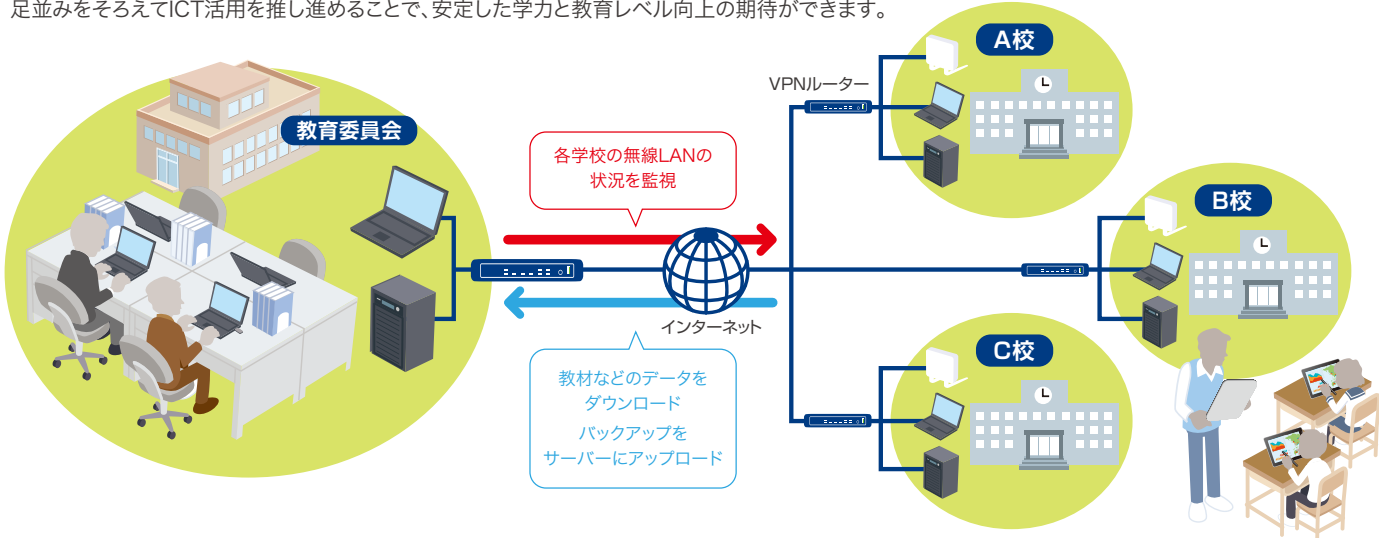 足並みをそろえてICT活用を推し進めることで、安定した学力と教育レベル向上の期待ができます。
A校
VPNルーター
教育委員会
各学校の無線LANの
状況を監視
B校
インターネット
C校
教材などのデータを
ダウンロード
バックアップを
サーバーにアップロード